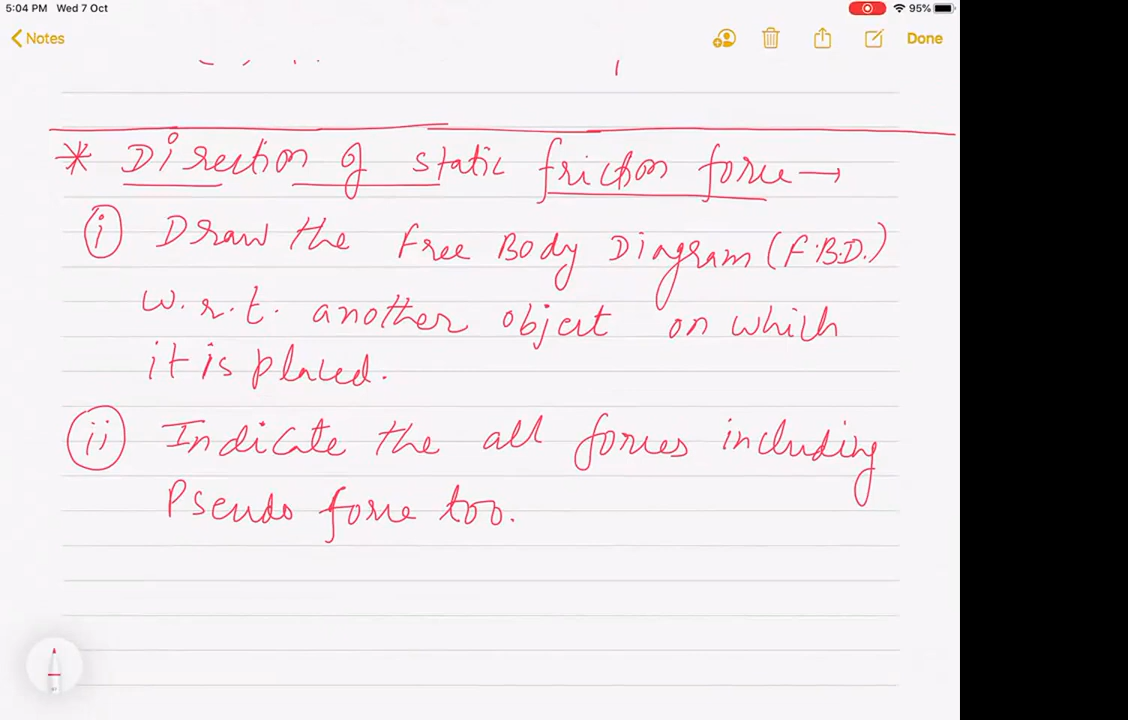 5:04 PM Wed 7 Oct
95%
Notes
Done
* Direction of static friction force →
(i) Draw the Free Body Diagram (F.B.D.)
w.r.t. another object on which
it is placed.
(ii) Indicate the all forces including
Pseudo force too.